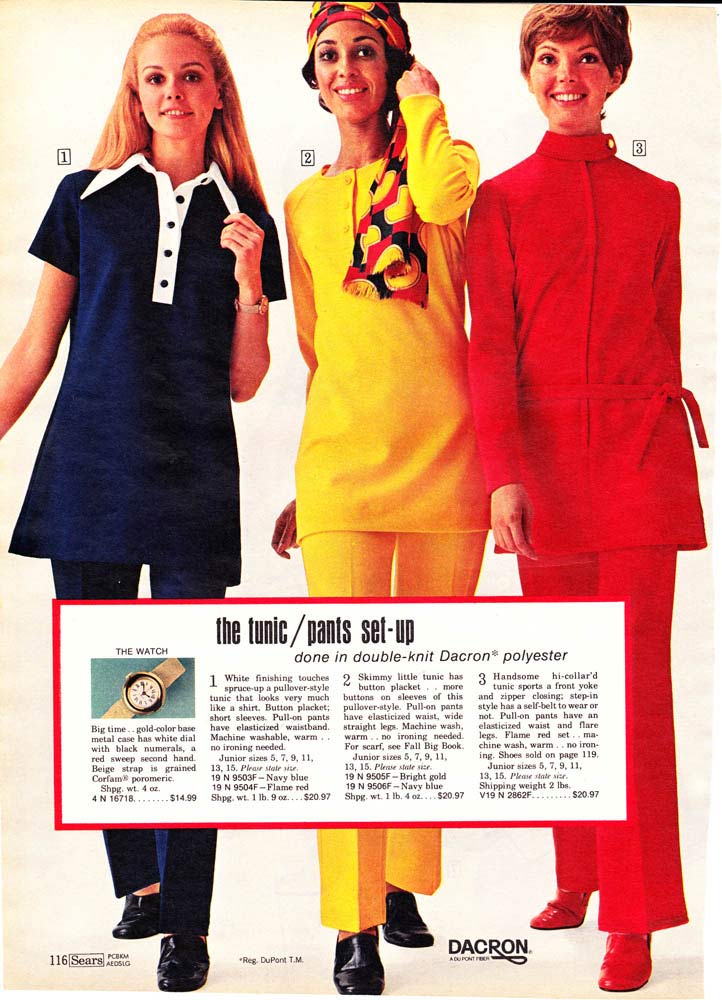 1
2
3
the tunic/pants set-up
done in double-knit Dacron* polyester
THE WATCH
Big time . . gold-color base
metal case has white dial
with black numerals, a
red sweep second hand.
Beige strap is grained
Corfam® poromeric.
Shpg. wt. 4 oz.
4 N 16718........$14.99
1 White finishing touches
spruce-up a pullover-style
tunic that looks very much
like a shirt. Button placket;
short sleeves. Pull-on pants
have elasticized waistband.
Machine washable, warm . .
no ironing needed.
Junior sizes 5, 7, 9, 11,
13, 15. Please state size.
19 N 9503F—Navy blue
19 N 9504F—Flame red
Shpg. wt. 1 lb. 9 oz....$20.97
2 Skimmy little tunic has
button placket . . more
buttons on sleeves of this
pullover-style. Pull-on pants
have elasticized waist, wide
straight legs. Machine wash,
warm . . no ironing needed.
For scarf, see Fall Big Book.
Junior sizes 5, 7, 9, 11,
13, 15. Please state size.
19 N 9505F—Bright gold
19 N 9506F—Navy blue
Shpg. wt. 1 lb. 4 oz....$20.97
3 Handsome hi-collar'd
tunic sports a front yoke
and zipper closing; step-in
style has a self-belt to wear or
not. Pull-on pants have an
elasticized waist and flare
legs. Flame red set . . ma-
chine wash, warm . . no iron-
ing. Shoes sold on page 119.
Junior sizes 5, 7, 9, 11,
13, 15. Please state size.
Shipping weight 2 lbs.
V19 N 2862F.........$20.97
116 Sears PCBKM
AEDSLG
*Reg. DuPont T.M.
DACRON®
A DU PONT FIBER